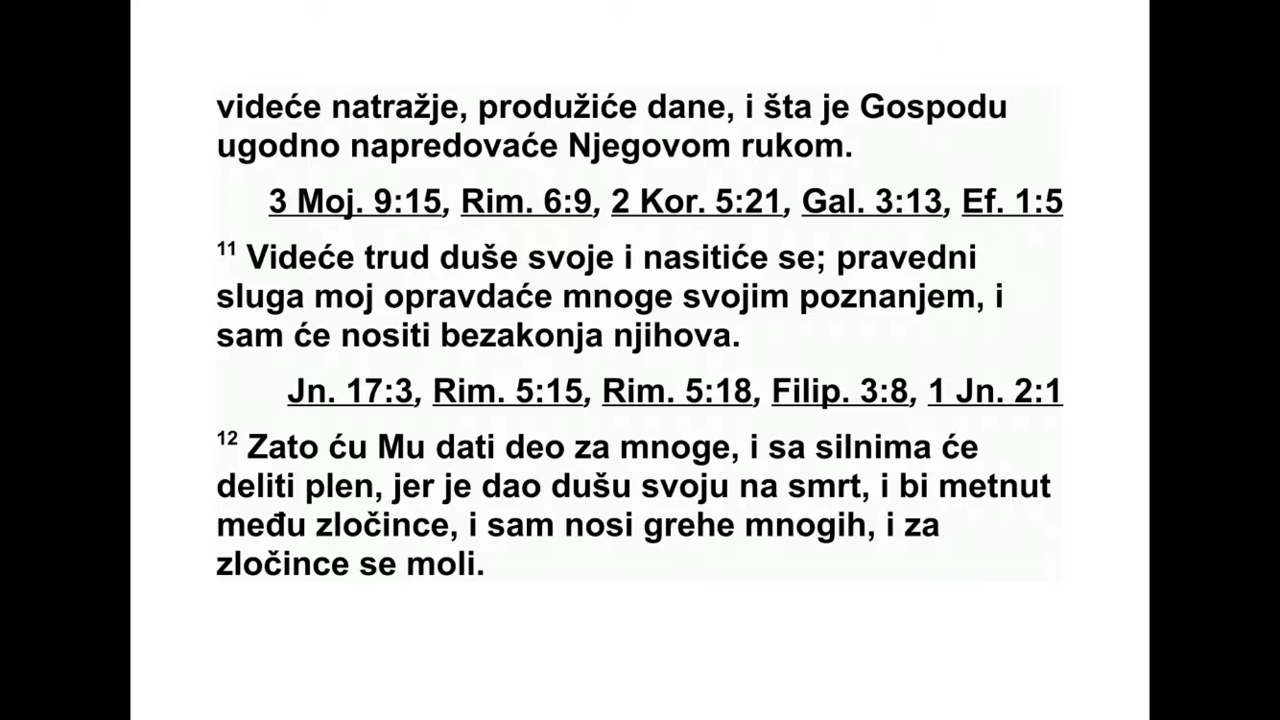 videće natražje, produžiće dane, i šta je Gospodu
ugodno napredovaće Njegovom rukom.
3 Moj. 9:15, Rim. 6:9, 2 Kor. 5:21, Gal. 3:13, Ef. 1:5
11 Videće trud duše svoje i nasitiće se; pravedni
sluga moj opravdaće mnoge svojim poznanjem, i
sam će nositi bezakonja njihova.
Jn. 17:3, Rim. 5:15, Rim. 5:18, Filip. 3:8, 1 Jn. 2:1
12 Zato ću Mu dati deo za mnoge, i sa silnima će
deliti plen, jer je dao dušu svoju na smrt, i bi metnut
među zločince, i sam nosi grehe mnogih, i za
zločince se moli.